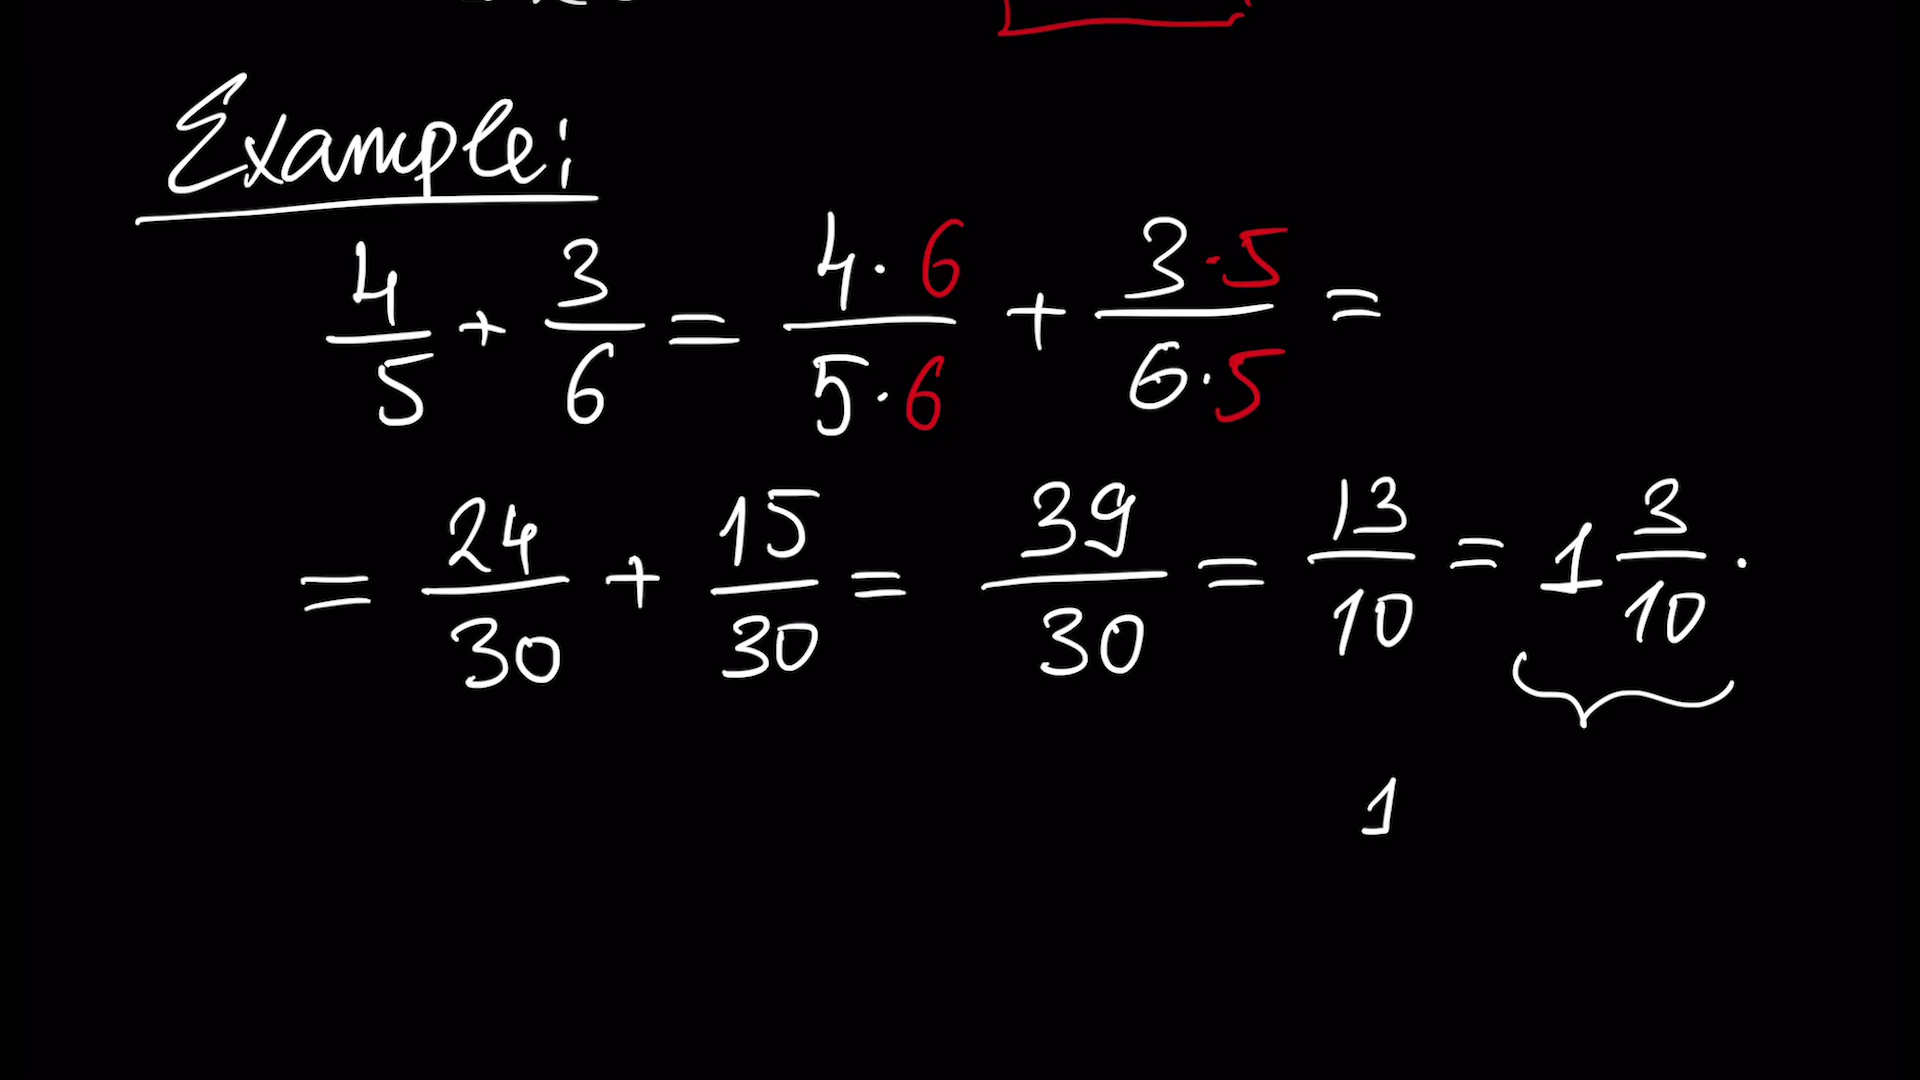 Example:
4/5 + 3/6 = 4·6/5·6 + 3·5/6·5 =
= 24/30 + 15/30 = 39/30 = 13/10 = 1 3/10.
1